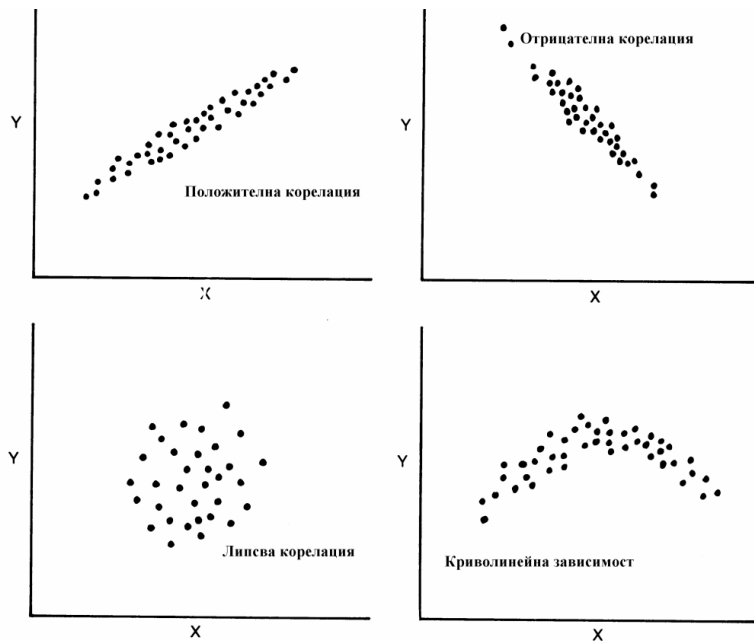 Y
Положителна корелация
X
Отрицателна корелация
Y
X
Y
Липсва корелация
X
Y
Криволинейна зависимост
X